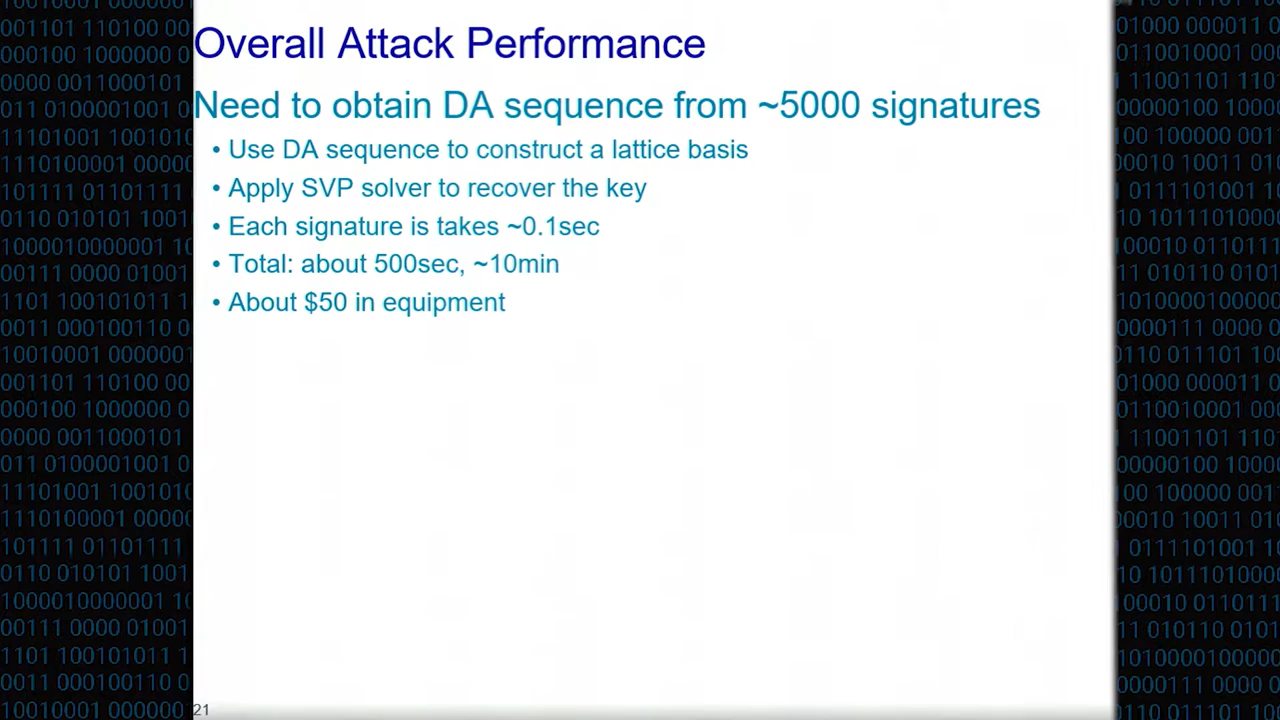 Overall Attack Performance
Need to obtain DA sequence from ~5000 signatures
• Use DA sequence to construct a lattice basis
• Apply SVP solver to recover the key
• Each signature is takes ~0.1sec
• Total: about 500sec, ~10min
• About $50 in equipment
21